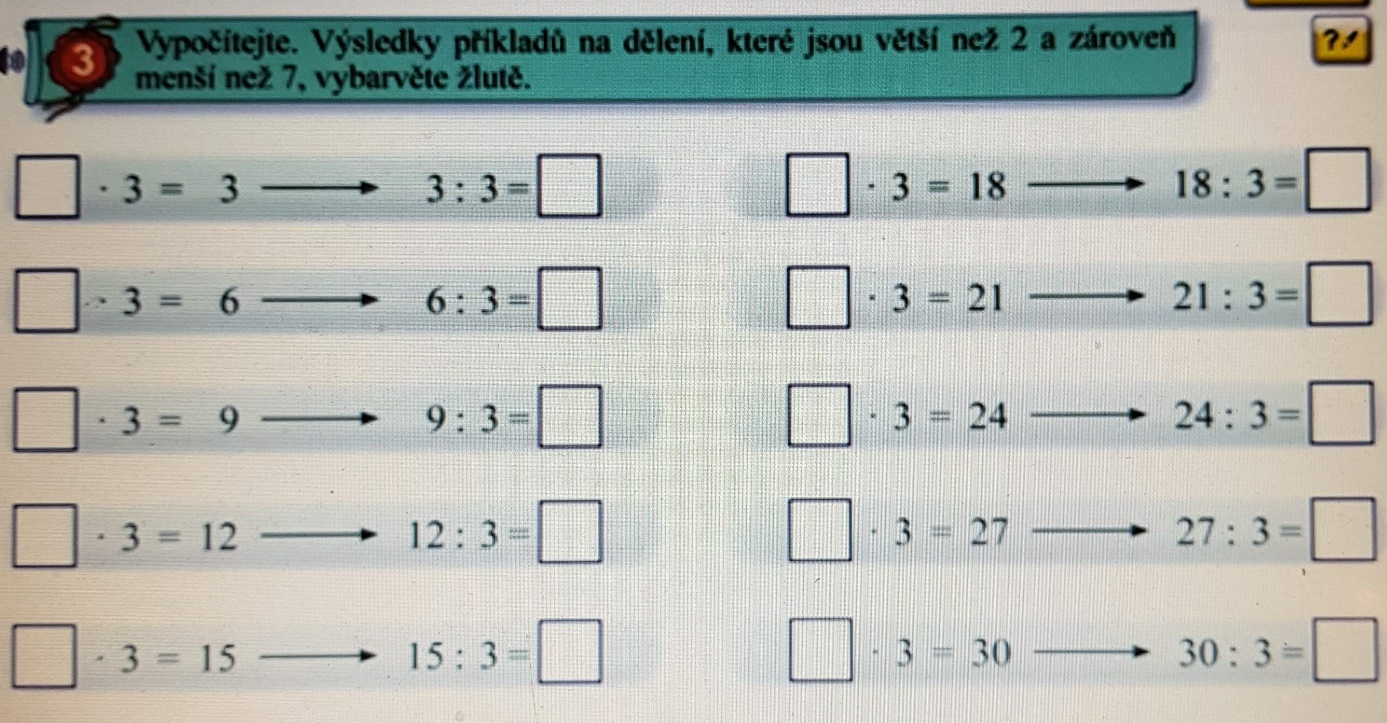 3 Vypočítejte. Výsledky příkladů na dělení, které jsou větší než 2 a zároveň
menší než 7, vybarvěte žlutě.
?
· 3 = 3 3 : 3 =
· 3 = 6 6 : 3 =
· 3 = 9 9 : 3 =
· 3 = 12 12 : 3 =
· 3 = 15 15 : 3 =
· 3 = 18 18 : 3 =
· 3 = 21 21 : 3 =
· 3 = 24 24 : 3 =
· 3 = 27 27 : 3 =
· 3 = 30 30 : 3 =